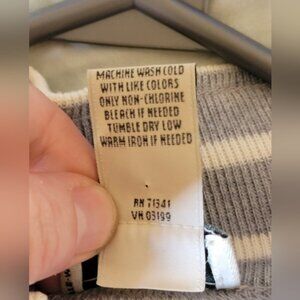 MACHINE WASH COLD
WITH LIKE COLORS
ONLY NON-CHLORINE
BLEACH IF NEEDED
TUMBLE DRY LOW
WARM IRON IF NEEDED
RN 71341
VN 03199